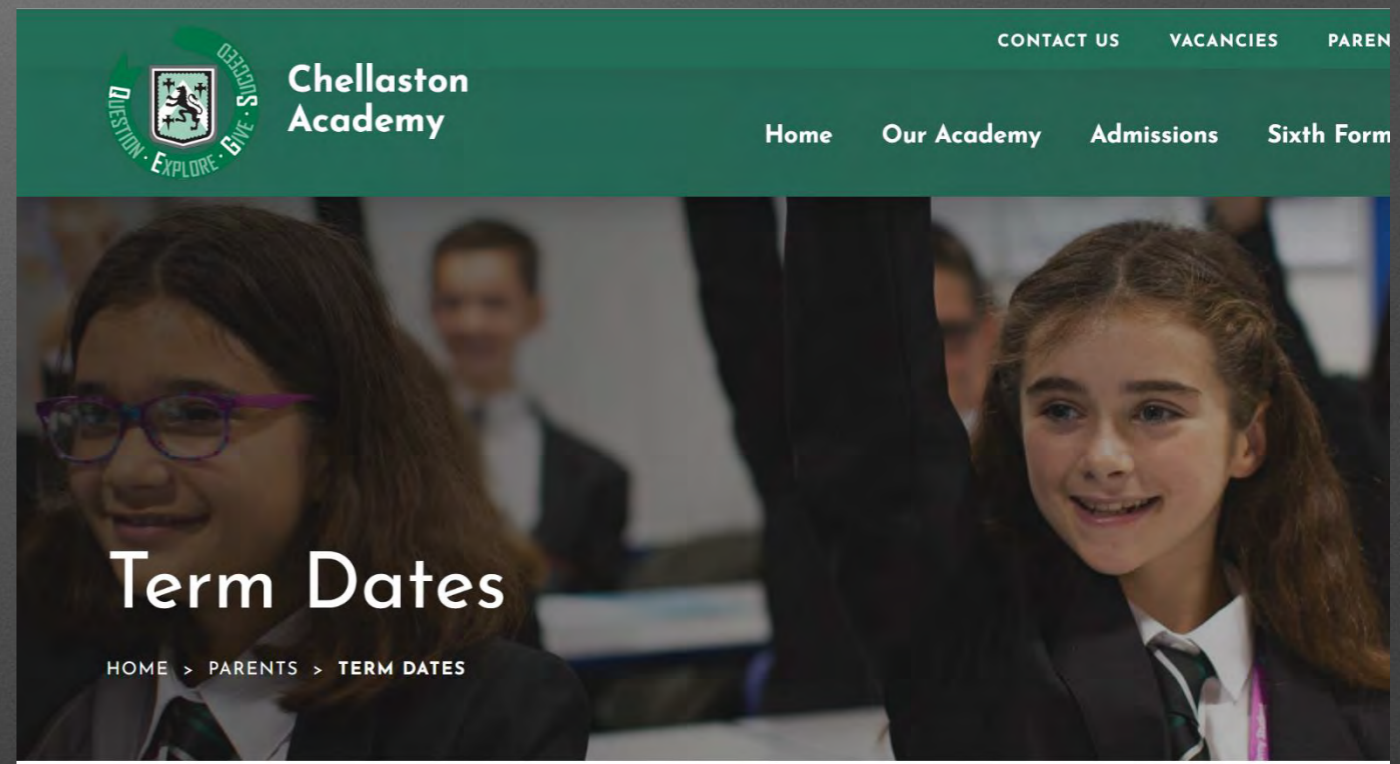 CONTACT US VACANCIES PAREN
QUESTION · EXPLORE · GIVE · SUCCEED
Chellaston
Academy
Home Our Academy Admissions Sixth Form
Term Dates
HOME > PARENTS > TERM DATES